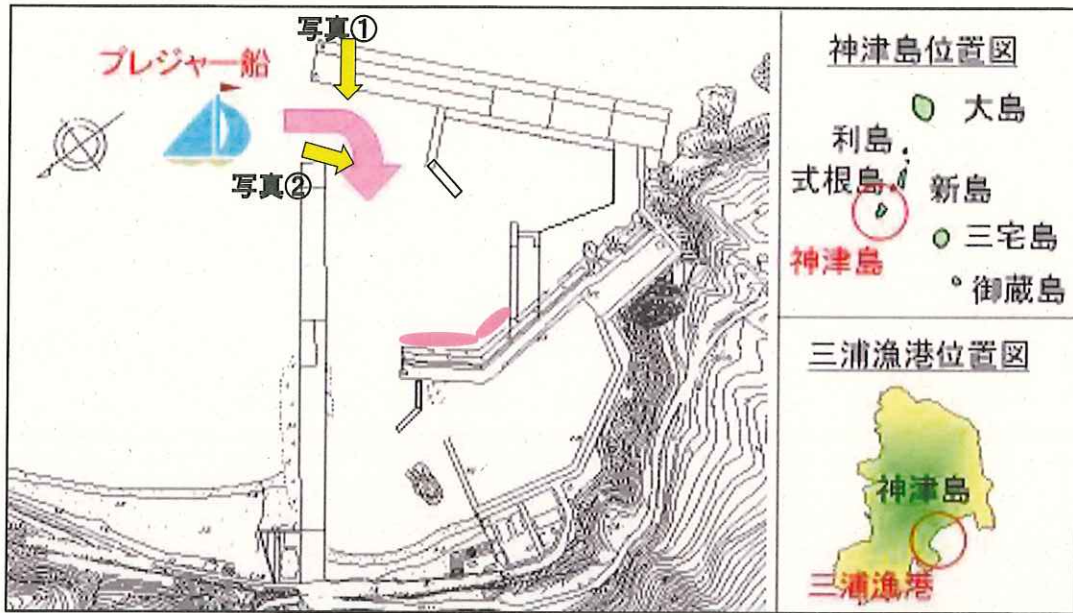 写真①
プレジャー船
写真②
神津島位置図
大島
利島
式根島
新島
神津島
三宅島
御蔵島
三浦漁港位置図
神津島
三浦漁港